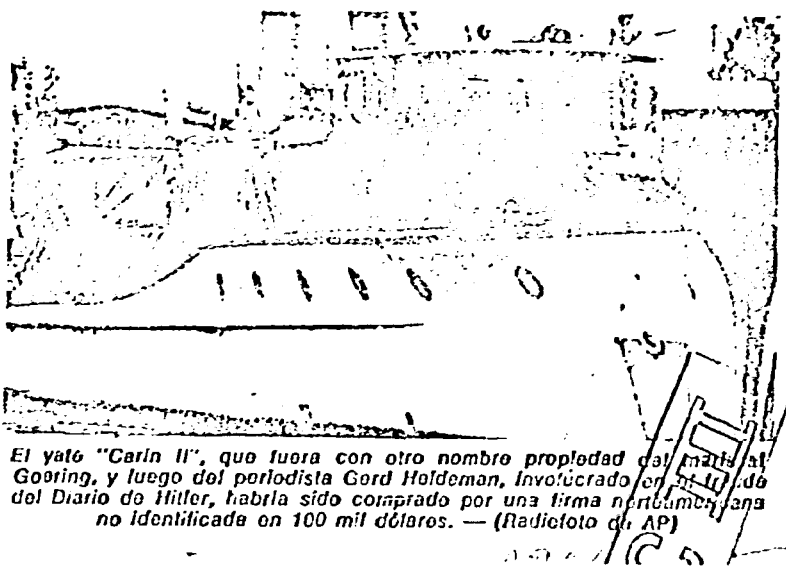 El yate "Carin II", que fuera con otro nombre propiedad del mariscal
Goering, y luego del periodista Gerd Heideman, involucrado en el fraude
del Diario de Hitler, habría sido comprado por una firma norteamericana
no identificada en 100 mil dólares. — (Radiofoto de AP)